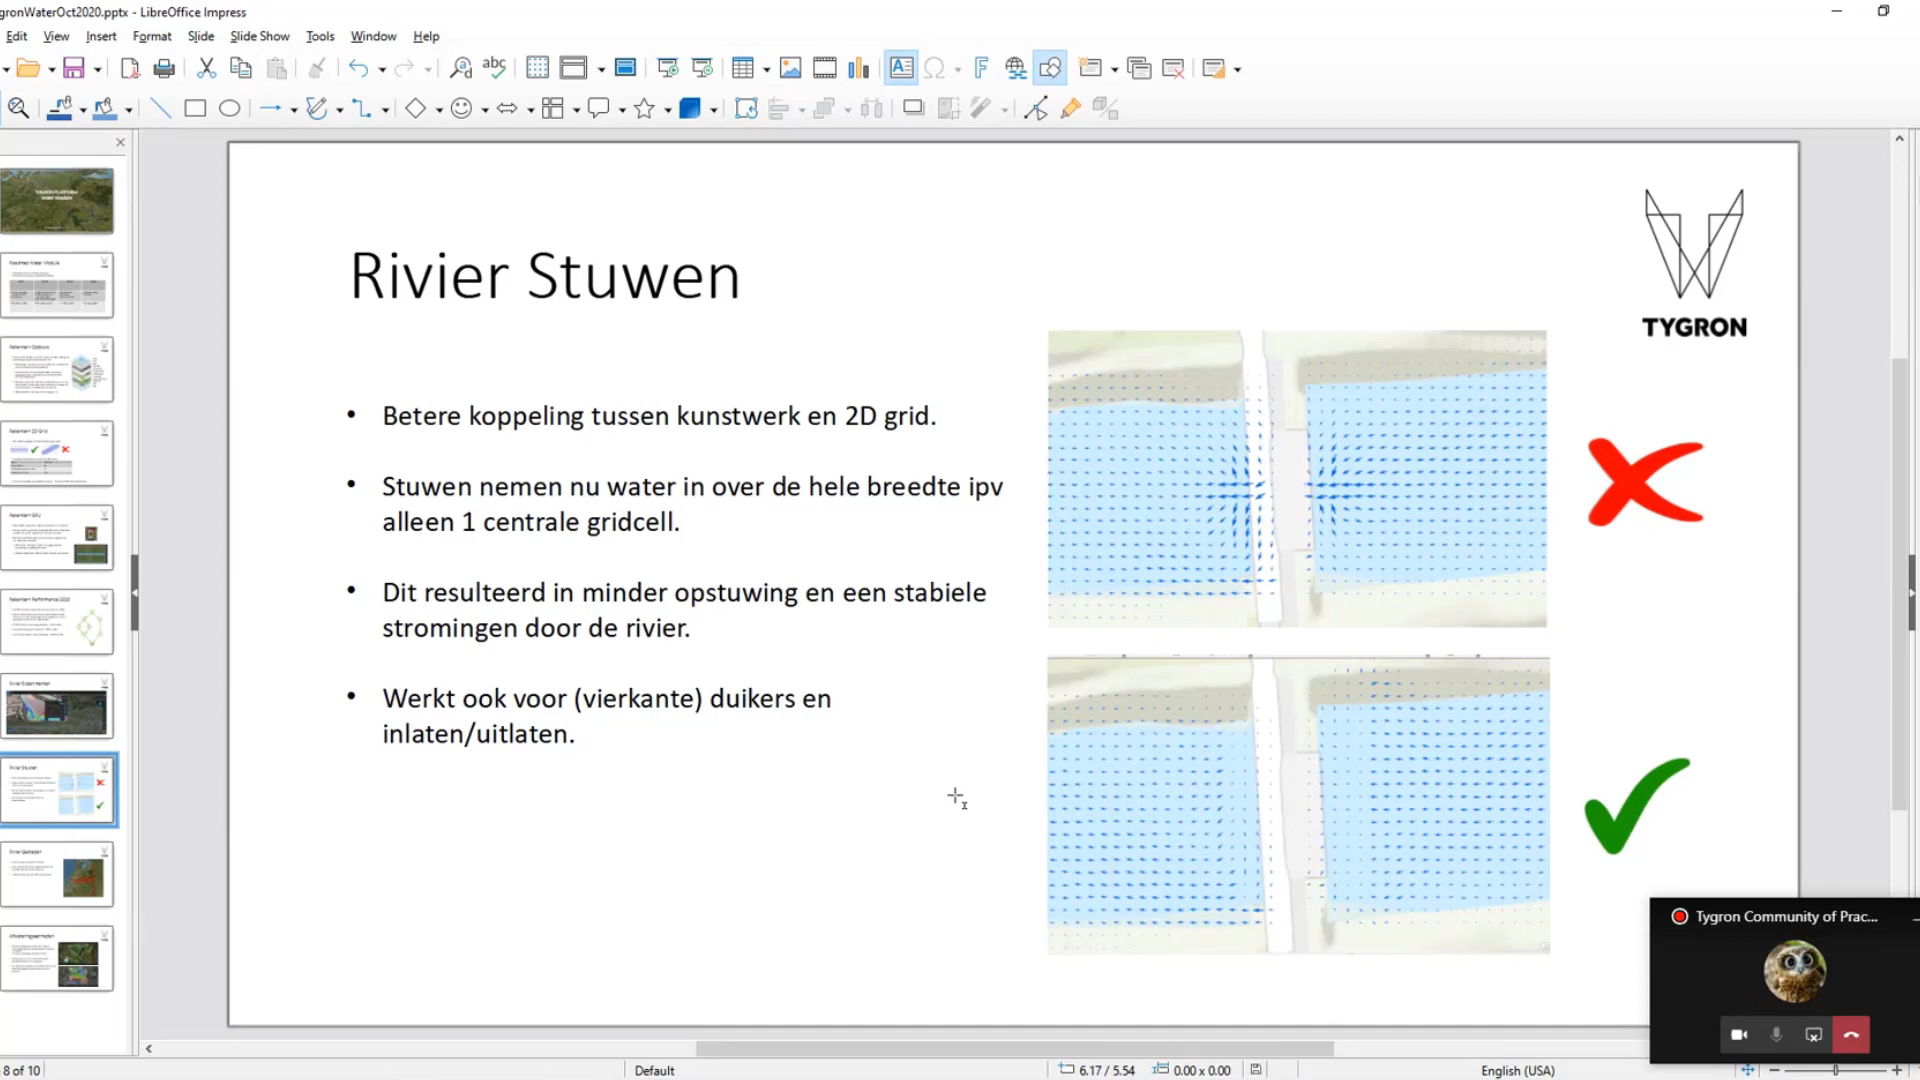 gronWaterOct2020.pptx - LibreOffice Impress
Edit View Insert Format Slide Slide Show Tools Window Help
TYGRON PLATFORM
Rivier Stuwen
TYGRON
• Betere koppeling tussen kunstwerk en 2D grid.
• Stuwen nemen nu water in over de hele breedte ipv
alleen 1 centrale gridcell.
• Dit resulteerd in minder opstuwing en een stabiele
stromingen door de rivier.
• Werkt ook voor (vierkante) duikers en
inlaten/uitlaten.
Rivier Stuwen
Tygron Community of Prac...
8 of 10
Default
6.17 / 5.54
0.00 x 0.00
English (USA)